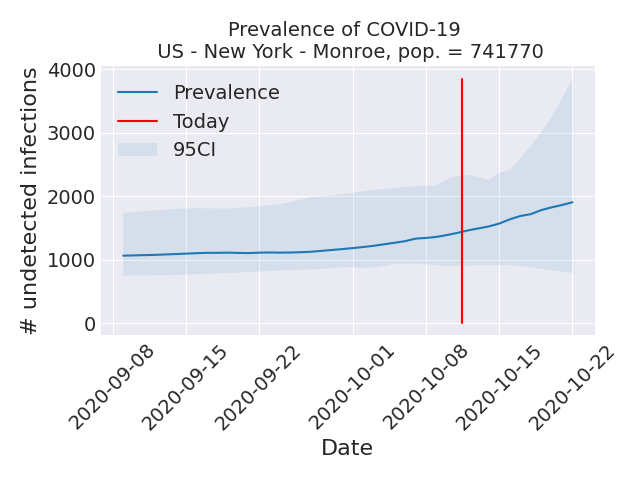 Prevalence of COVID-19
US - New York - Monroe, pop. = 741770
# undetected infections
4000
3000
2000
1000
0
Prevalence
Today
95CI
2020-09-08
2020-09-15
2020-09-22
2020-10-01
2020-10-08
2020-10-15
2020-10-22
Date